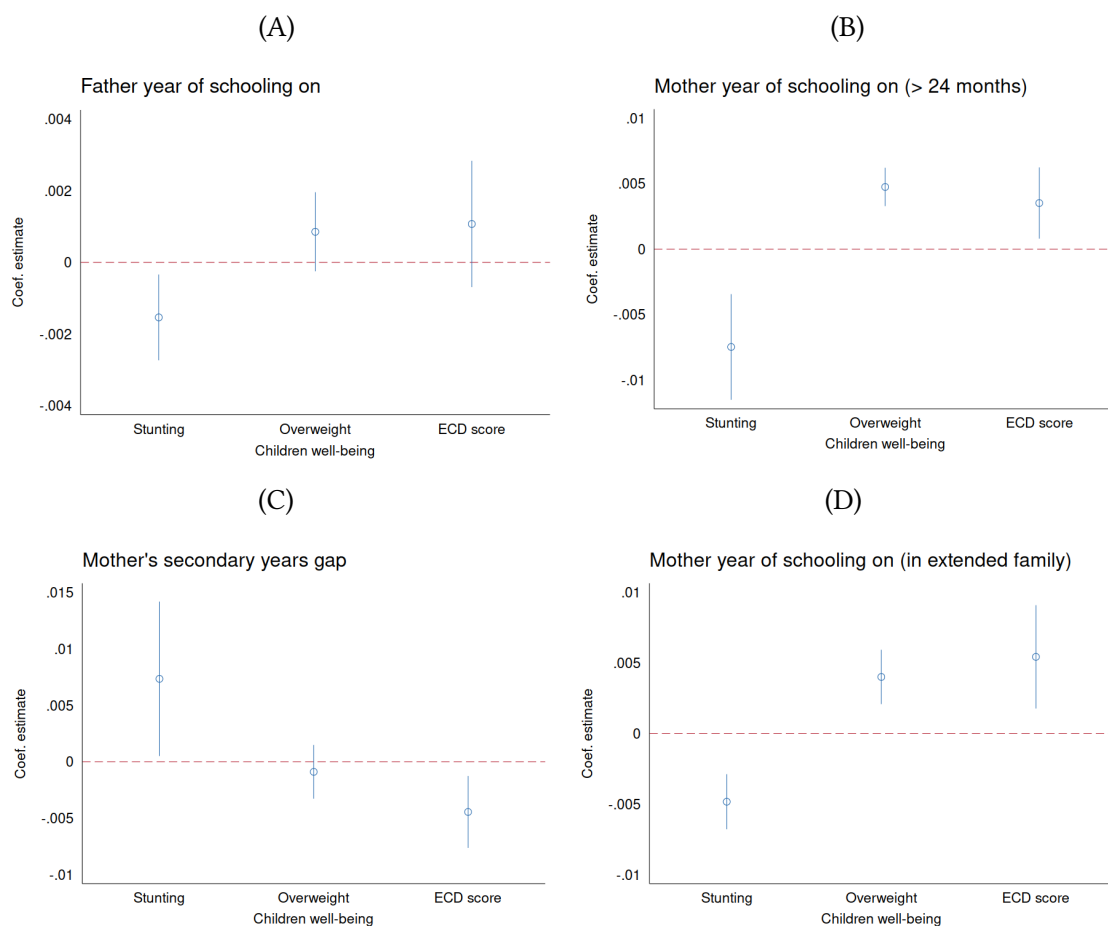 (A)
Father year of schooling on
.004
.002
0
-.002
-.004
Coef. estimate
Stunting
Overweight
ECD score
Children well-being
(B)
Mother year of schooling on (> 24 months)
.01
.005
0
-.005
-.01
Coef. estimate
Stunting
Overweight
ECD score
Children well-being
(C)
Mother's secondary years gap
.015
.01
.005
0
-.005
-.01
Coef. estimate
Stunting
Overweight
ECD score
Children well-being
(D)
Mother year of schooling on (in extended family)
.01
.005
0
-.005
-.01
Coef. estimate
Stunting
Overweight
ECD score
Children well-being